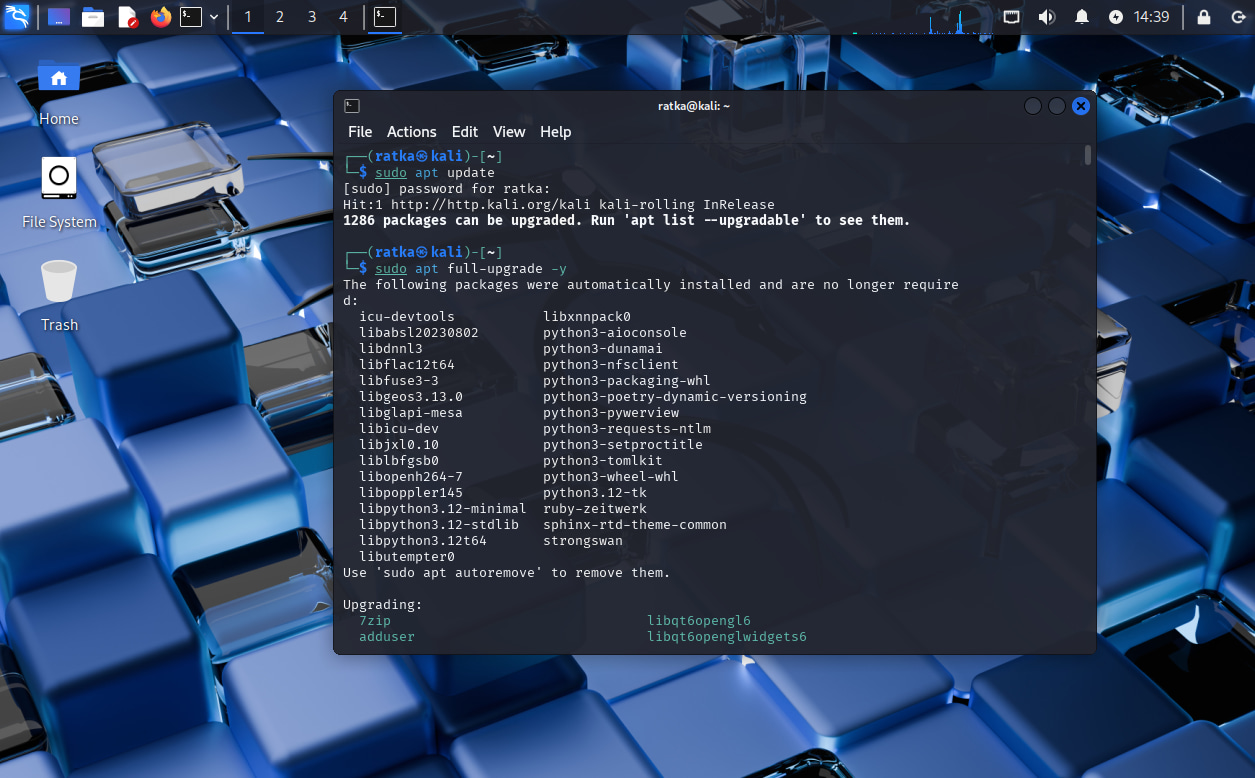 1 2 3 4 14:39
Home
File System
Trash
ratka@kali: ~
File Actions Edit View Help
┌──(ratka㉿kali)-[~]
└─$ sudo apt update
[sudo] password for ratka:
Hit:1 http://http.kali.org/kali kali-rolling InRelease
1286 packages can be upgraded. Run 'apt list --upgradable' to see them.
┌──(ratka㉿kali)-[~]
└─$ sudo apt full-upgrade -y
The following packages were automatically installed and are no longer require
d:
icu-devtools libxnnpack0
libabsl20230802 python3-aioconsole
libdnnl3 python3-dunamai
libflac12t64 python3-nfsclient
libfuse3-3 python3-packaging-whl
libgeos3.13.0 python3-poetry-dynamic-versioning
libglapi-mesa python3-pywerview
libicu-dev python3-requests-ntlm
libjxl0.10 python3-setproctitle
liblbfgsb0 python3-tomlkit
libopenh264-7 python3-wheel-whl
libpoppler145 python3.12-tk
libpython3.12-minimal ruby-zeitwerk
libpython3.12-stdlib sphinx-rtd-theme-common
libpython3.12t64 strongswan
libutempter0
Use 'sudo apt autoremove' to remove them.
Upgrading:
7zip libqt6opengl6
adduser libqt6openglwidgets6